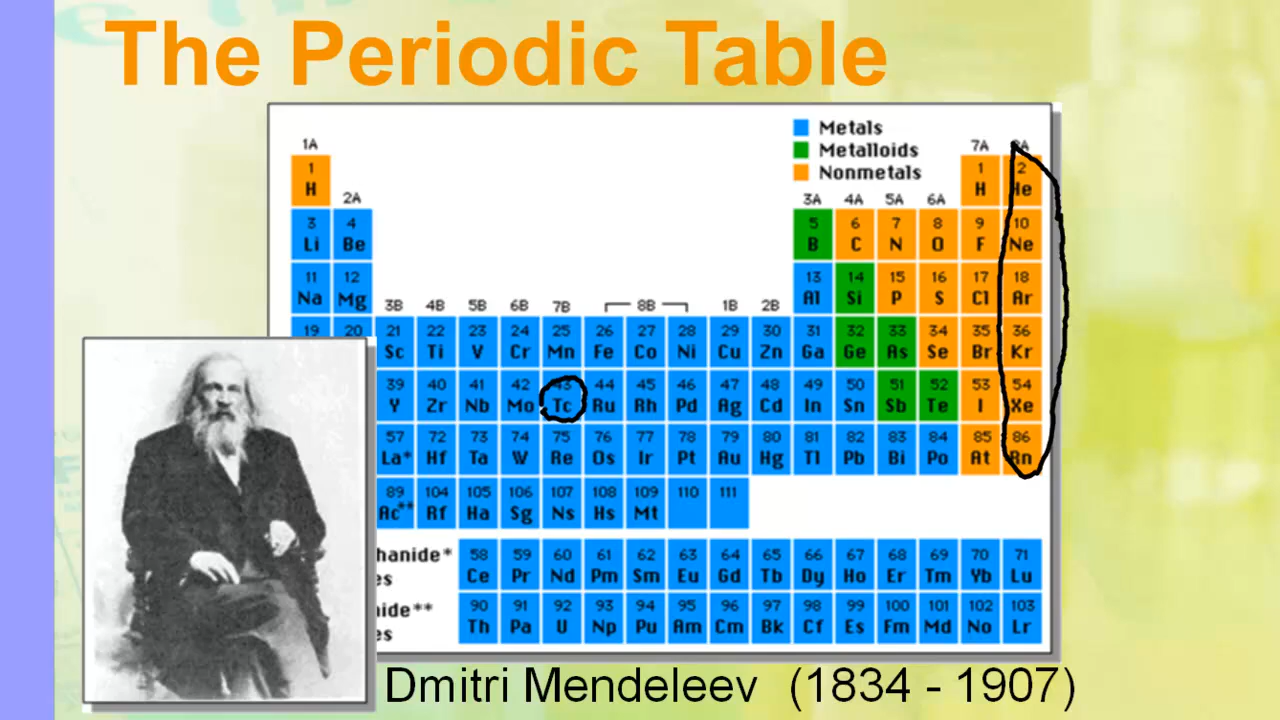 The Periodic Table
Metals
Metalloids
Nonmetals
1A 7A 8A
1 1 2
H H He
2A 3A 4A 5A 6A
3 4 5 6 7 8 9 10
Li Be B C N O F Ne
11 12 13 14 15 16 17 18
Na Mg Al Si P S Cl Ar
3B 4B 5B 6B 7B 8B 1B 2B
19 20 21 22 23 24 25 26 27 28 29 30 31 32 33 34 35 36
Sc Ti V Cr Mn Fe Co Ni Cu Zn Ga Ge As Se Br Kr
39 40 41 42 43 44 45 46 47 48 49 50 51 52 53 54
Y Zr Nb Mo Tc Ru Rh Pd Ag Cd In Sn Sb Te I Xe
57 72 73 74 75 76 77 78 79 80 81 82 83 84 85 86
La* Hf Ta W Re Os Ir Pt Au Hg Tl Pb Bi Po At Rn
89 104 105 106 107 108 109 110 111
Ac** Rf Ha Sg Ns Hs Mt
hanide* 58 59 60 61 62 63 64 65 66 67 68 69 70 71
es Ce Pr Nd Pm Sm Eu Gd Tb Dy Ho Er Tm Yb Lu
ide** 90 91 92 93 94 95 96 97 98 99 100 101 102 103
es Th Pa U Np Pu Am Cm Bk Cf Es Fm Md No Lr
Dmitri Mendeleev (1834 - 1907)